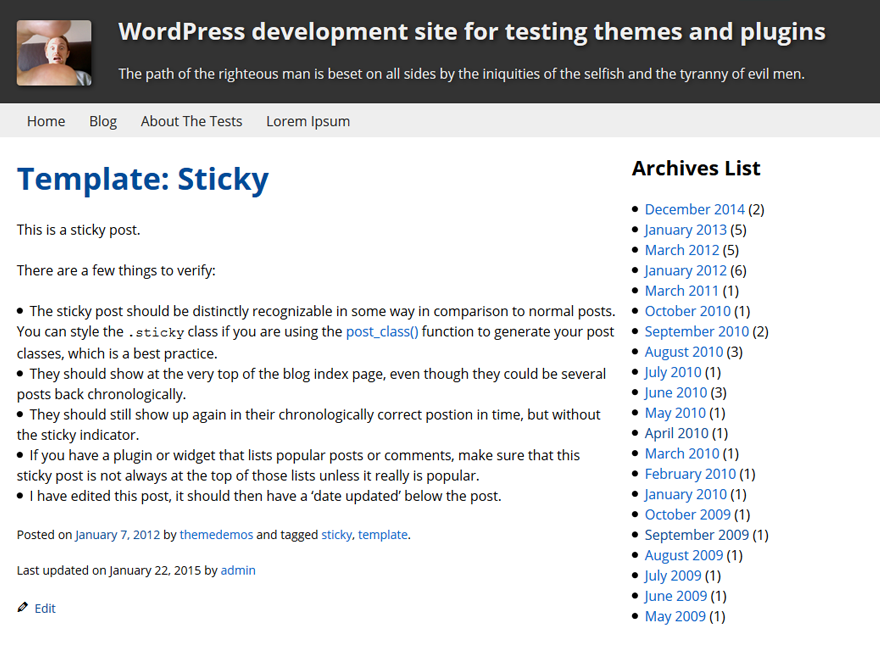 WordPress development site for testing themes and plugins
The path of the righteous man is beset on all sides by the iniquities of the selfish and the tyranny of evil men.
Home Blog About The Tests Lorem Ipsum
Template: Sticky
This is a sticky post.
There are a few things to verify:
• The sticky post should be distinctly recognizable in some way in comparison to normal posts.
You can style the .sticky class if you are using the post_class() function to generate your post
classes, which is a best practice.
• They should show at the very top of the blog index page, even though they could be several
posts back chronologically.
• They should still show up again in their chronologically correct postion in time, but without
the sticky indicator.
• If you have a plugin or widget that lists popular posts or comments, make sure that this
sticky post is not always at the top of those lists unless it really is popular.
• I have edited this post, it should then have a ‘date updated’ below the post.
Posted on January 7, 2012 by themedemos and tagged sticky, template.
Last updated on January 22, 2015 by admin
Edit
Archives List
• December 2014 (2)
• January 2013 (5)
• March 2012 (5)
• January 2012 (6)
• March 2011 (1)
• October 2010 (1)
• September 2010 (2)
• August 2010 (3)
• July 2010 (1)
• June 2010 (3)
• May 2010 (1)
• April 2010 (1)
• March 2010 (1)
• February 2010 (1)
• January 2010 (1)
• October 2009 (1)
• September 2009 (1)
• August 2009 (1)
• July 2009 (1)
• June 2009 (1)
• May 2009 (1)